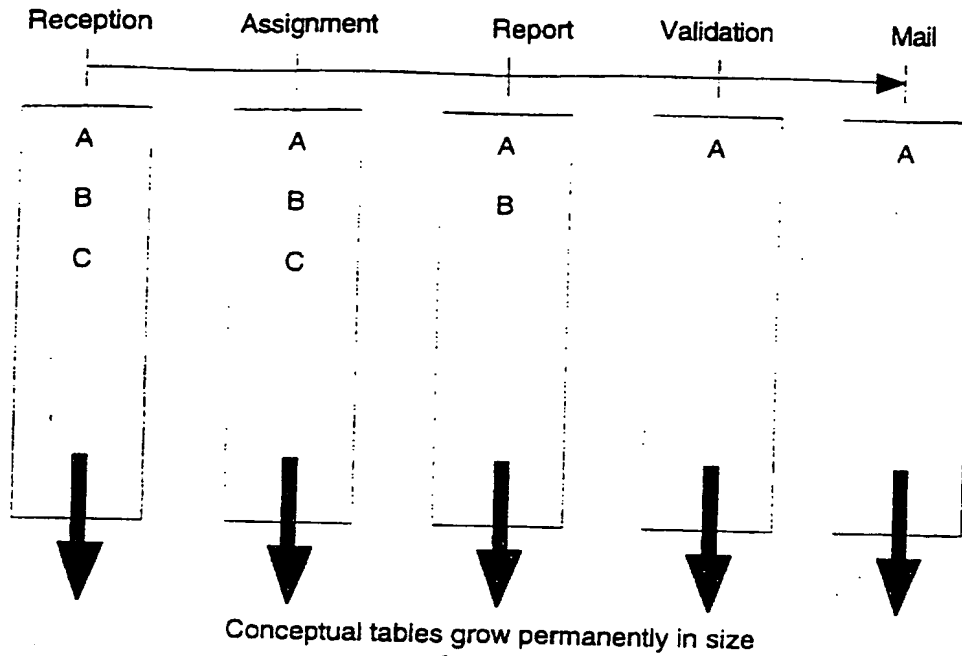 Reception Assignment Report Validation Mail
A A A A A
B B B
C C
Conceptual tables grow permanently in size